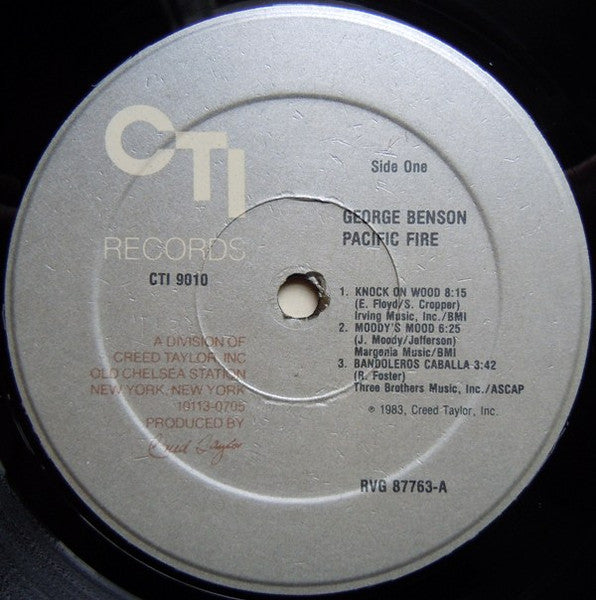 CTI
RECORDS
CTI 9010
A DIVISION OF
CREED TAYLOR, INC
OLD CHELSEA STATION
NEW YORK, NEW YORK
10113-0705
PRODUCED BY
Creed Taylor
Side One
GEORGE BENSON
PACIFIC FIRE
1. KNOCK ON WOOD 8:15
(E. Floyd/S. Cropper)
Irving Music, Inc./BMI
2. MOODY'S MOOD 6:25
(J. Moody/Jefferson)
Margenia Music/BMI
3. BANDOLEROS CABALLA 3:42
(R. Foster)
Three Brothers Music, Inc./ASCAP
℗ 1983, Creed Taylor, Inc.
RVG 87763-A